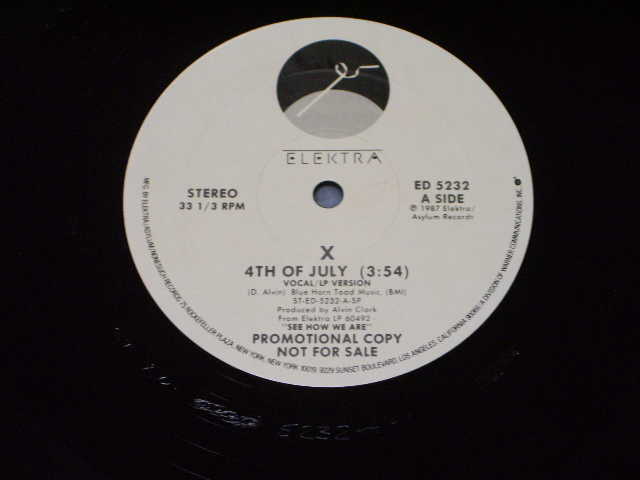 ELEKTRA
STEREO
33 1/3 RPM
ED 5232
A SIDE
℗ 1987 Elektra/
Asylum Records
X
4TH OF JULY (3:54)
VOCAL/LP VERSION
(D. Alvin) Blue Horn Toad Music, (BMI)
ST-ED-5232-A-SP
Produced by Alvin Clark
From Elektra LP 60492 -
"SEE HOW WE ARE"
PROMOTIONAL COPY
NOT FOR SALE
MFG. BY ELEKTRA/ASYLUM/NONESUCH RECORDS 75 ROCKEFELLER PLAZA, NEW YORK, NEW YORK 10019. 9229 SUNSET BOULEVARD, LOS ANGELES, CALIFORNIA 90069/A DIVISION OF WARNER COMMUNICATIONS, INC.
5232-A